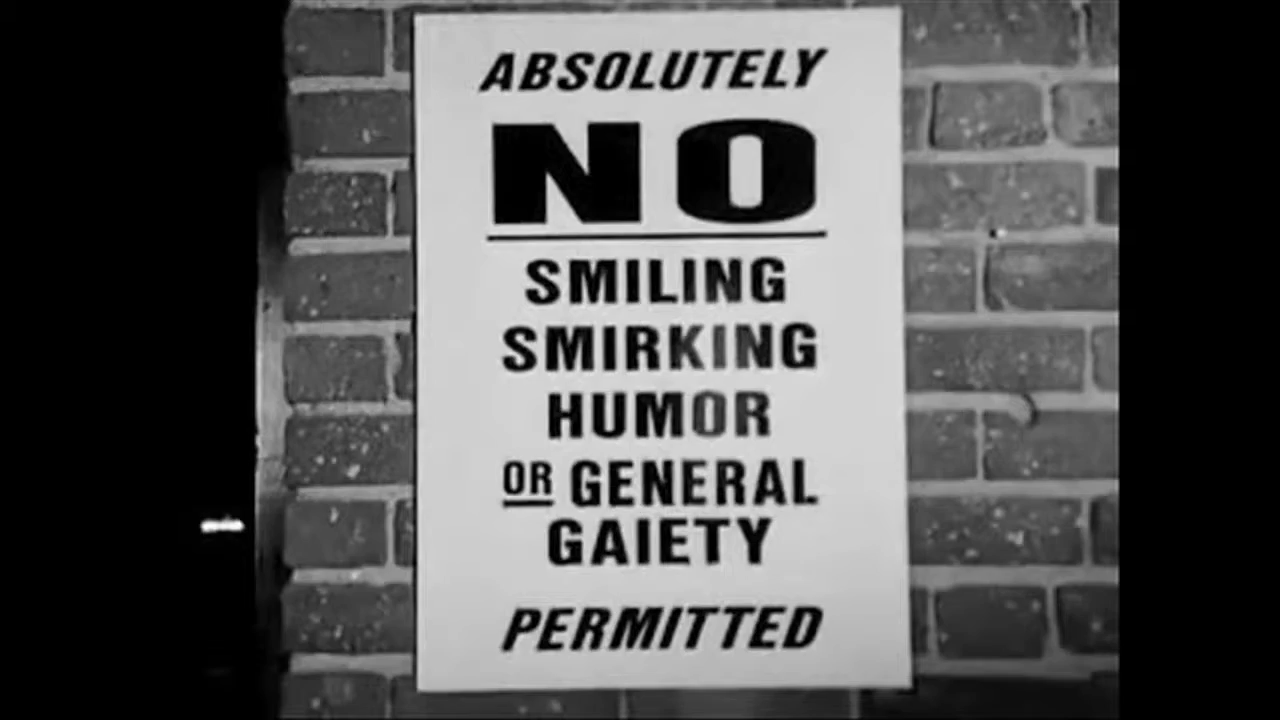 ABSOLUTELY
NO
SMILING
SMIRKING
HUMOR
OR GENERAL
GAIETY
PERMITTED